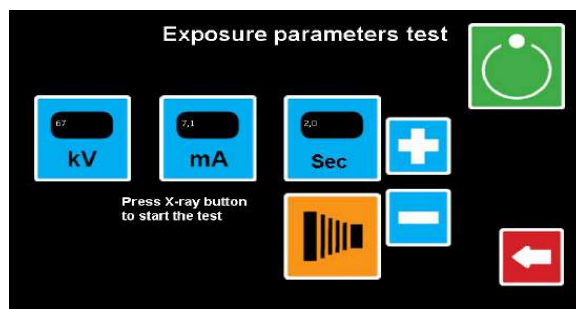 Exposure parameters test
67
7,1
2,0
kV
mA
Sec
Press X-ray button
to start the test